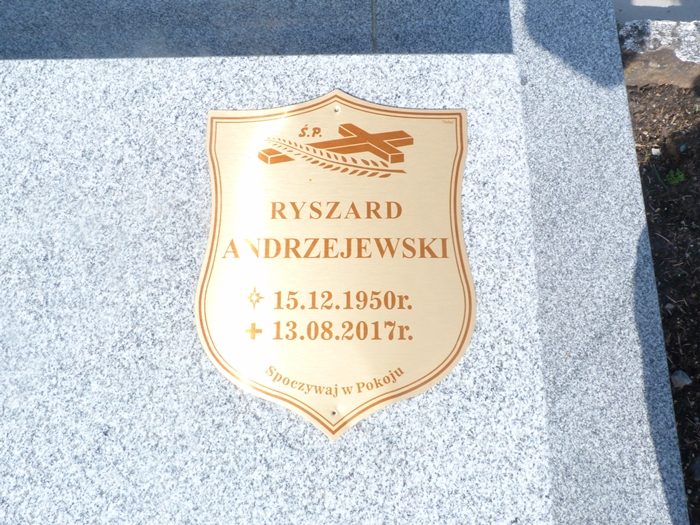 Ś.P.
RYSZARD
ANDRZEJEWSKI
15.12.1950r.
13.08.2017r.
Spoczywaj w Pokoju